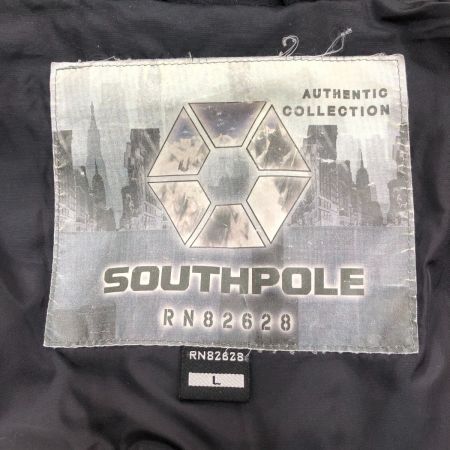 AUTHENTIC
COLLECTION
SOUTHPOLE
RN82628
RN82628
L